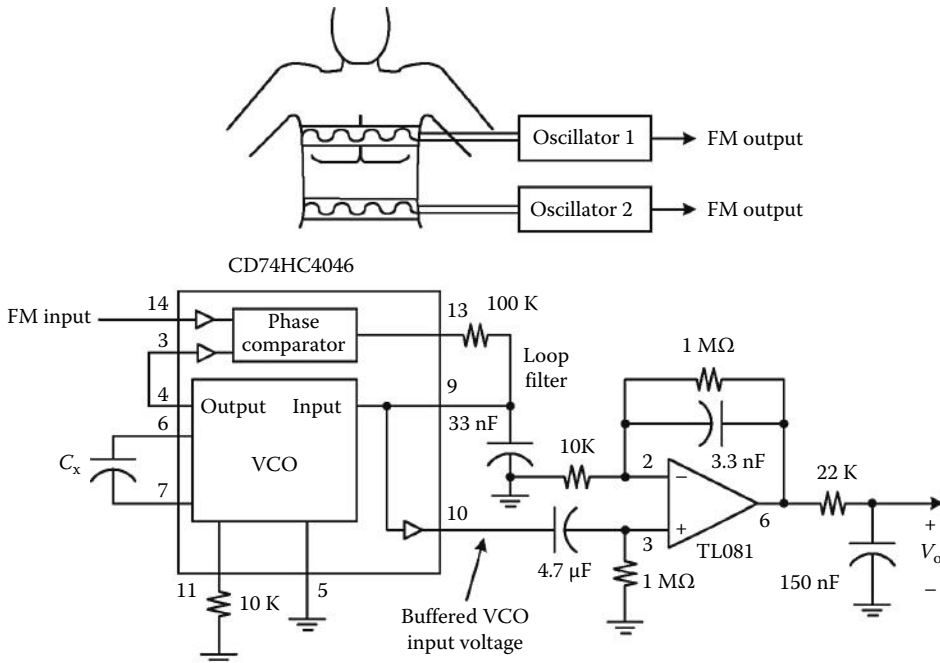 Oscillator 1
FM output
Oscillator 2
FM output
CD74HC4046
FM input
14
3
4
6
7
Phase
comparator
Output
Input
VCO
C_x
13
100 K
9
Loop
filter
33 nF
10K
1 MΩ
3.3 nF
2
−
+
3
6
TL081
22 K
150 nF
+
V_o
−
10
4.7 µF
1 MΩ
11
10 K
5
Buffered VCO
input voltage